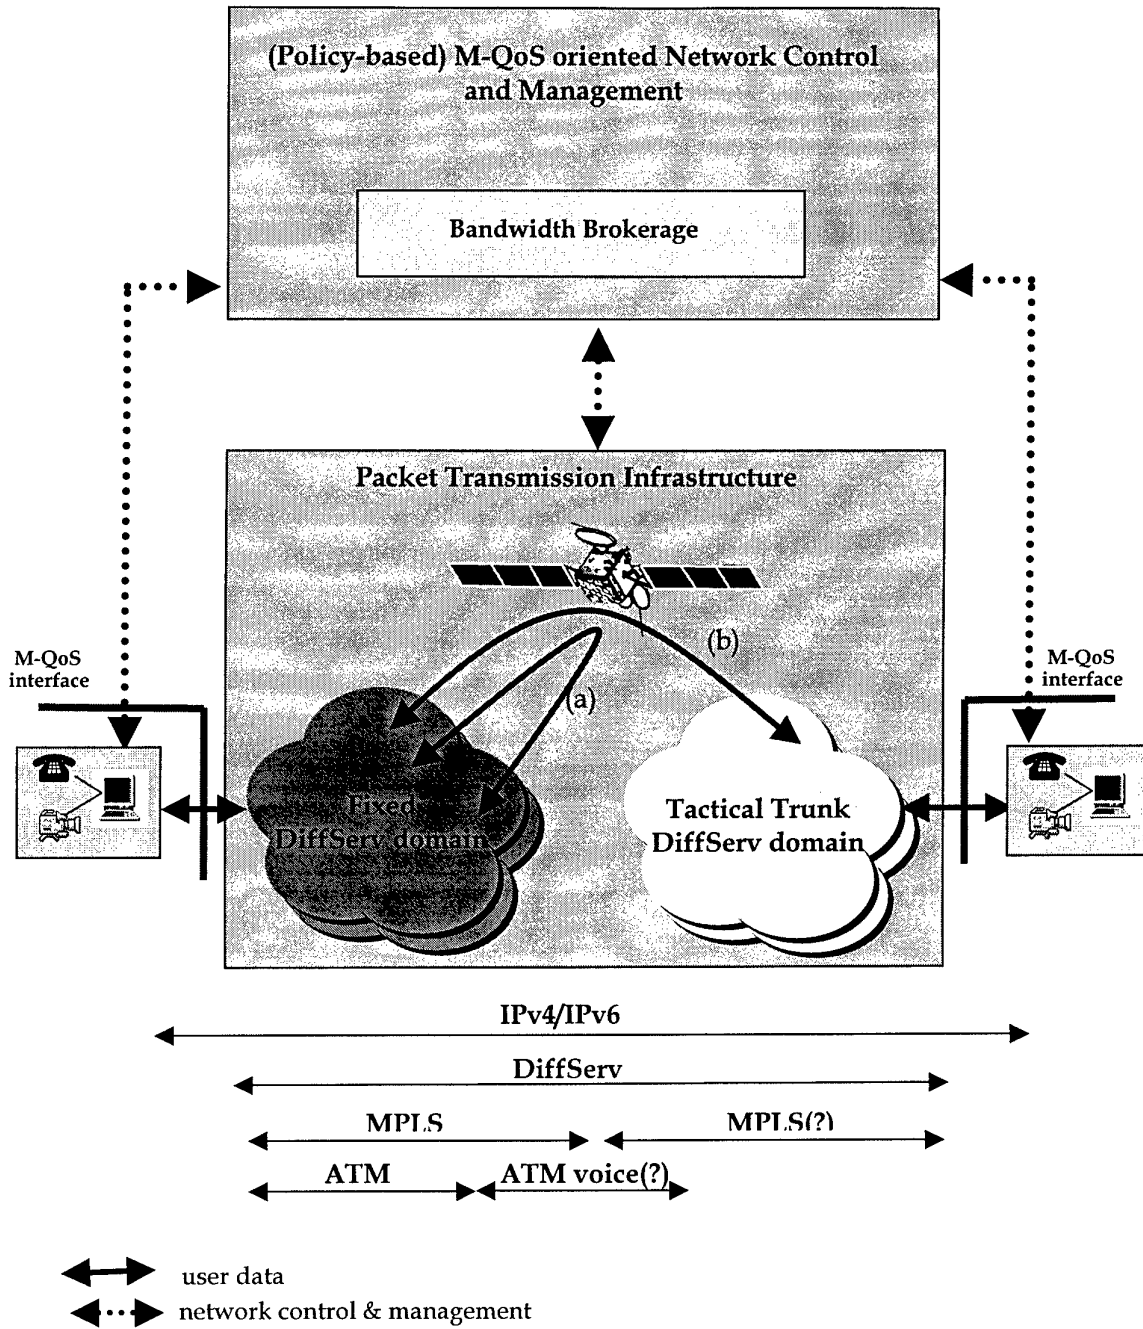 (Policy-based) M-QoS oriented Network Control
and Management
Bandwidth Brokerage
Packet Transmission Infrastructure
(b)
(a)
M-QoS
interface
M-QoS
interface
Fixed
DiffServ domain
Tactical Trunk
DiffServ domain
IPv4/IPv6
DiffServ
MPLS
MPLS(?)
ATM
ATM voice(?)
user data
network control & management